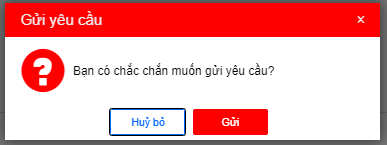 Gửi yêu cầu
×
Bạn có chắc chắn muốn gửi yêu cầu?
Huỷ bỏ Gửi